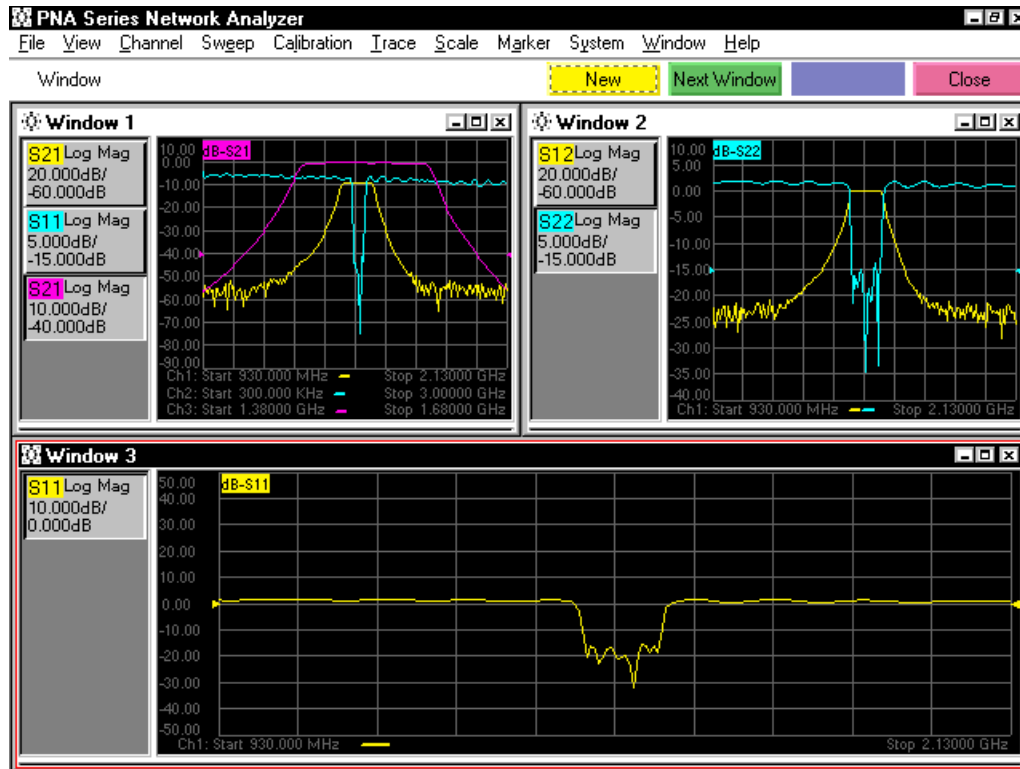 PNA Series Network Analyzer
File View Channel Sweep Calibration Trace Scale Marker System Window Help
Window
New
Next Window
Close
Window 1
S21 Log Mag
20.000dB/
-60.000dB
S11 Log Mag
5.000dB/
-15.000dB
S21 Log Mag
10.000dB/
-40.000dB
dB-S21
10.00
0.00
-10.00
-20.00
-30.00
-40.00
-50.00
-60.00
-70.00
-80.00
-90.00
Ch1: Start 930.000 MHz Stop 2.13000 GHz
Ch2: Start 300.000 KHz Stop 3.00000 GHz
Ch3: Start 1.38000 GHz Stop 1.68000 GHz
Window 2
S12 Log Mag
20.000dB/
-60.000dB
S22 Log Mag
5.000dB/
-15.000dB
dB-S22
10.00
5.00
0.00
-5.00
-10.00
-15.00
-20.00
-25.00
-30.00
-35.00
-40.00
Ch1: Start 930.000 MHz Stop 2.13000 GHz
Window 3
S11 Log Mag
10.000dB/
0.000dB
dB-S11
50.00
40.00
30.00
20.00
10.00
0.00
-10.00
-20.00
-30.00
-40.00
-50.00
Ch1: Start 930.000 MHz Stop 2.13000 GHz